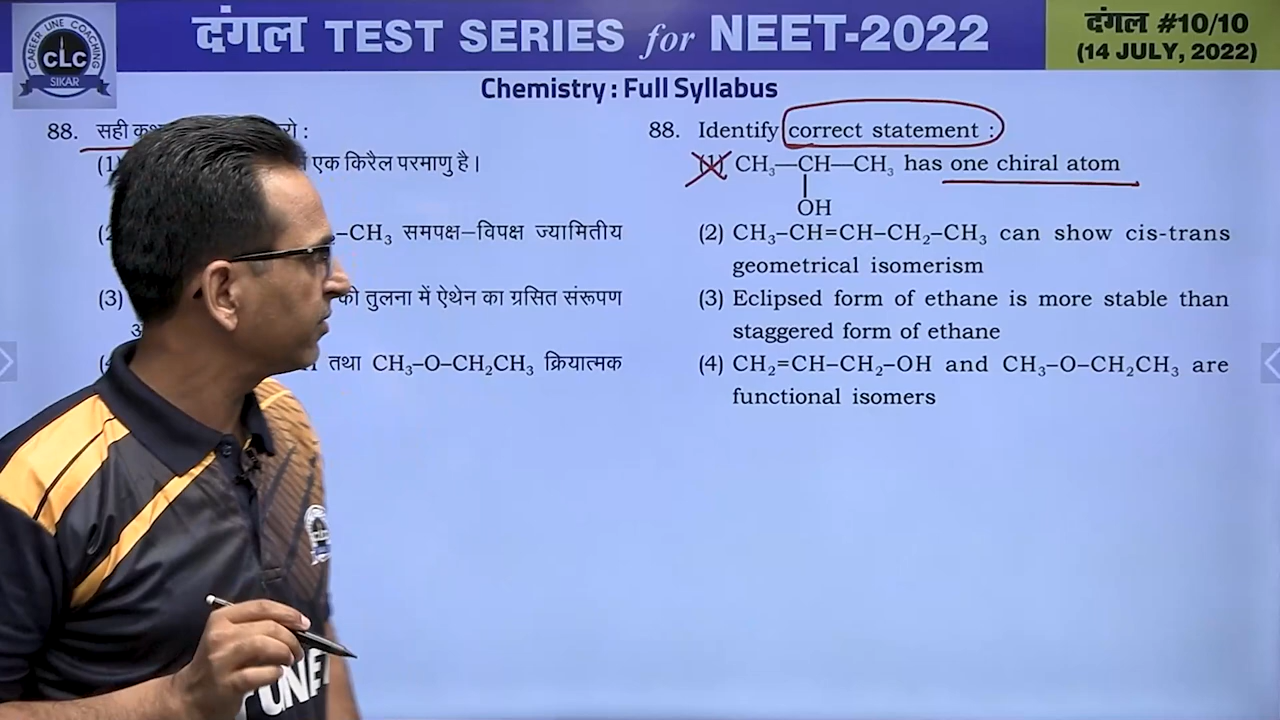 CAREER LINE COACHING
CLC
SIKAR
दंगल TEST SERIES for NEET-2022
दंगल #10/10
(14 JULY, 2022)
Chemistry : Full Syllabus
88. सही
(1) एक किरैल परमाणु है।
–CH₃ समपक्ष–विपक्ष ज्यामितीय
(3) की तुलना में ऐथेन का ग्रसित संरूपण
तथा CH₃–O–CH₂CH₃ क्रियात्मक
88. Identify correct statement :
(1) CH₃—CH—CH₃ has one chiral atom
OH
(2) CH₃–CH=CH–CH₂–CH₃ can show cis-trans
geometrical isomerism
(3) Eclipsed form of ethane is more stable than
staggered form of ethane
(4) CH₂=CH–CH₂–OH and CH₃–O–CH₂CH₃ are
functional isomers